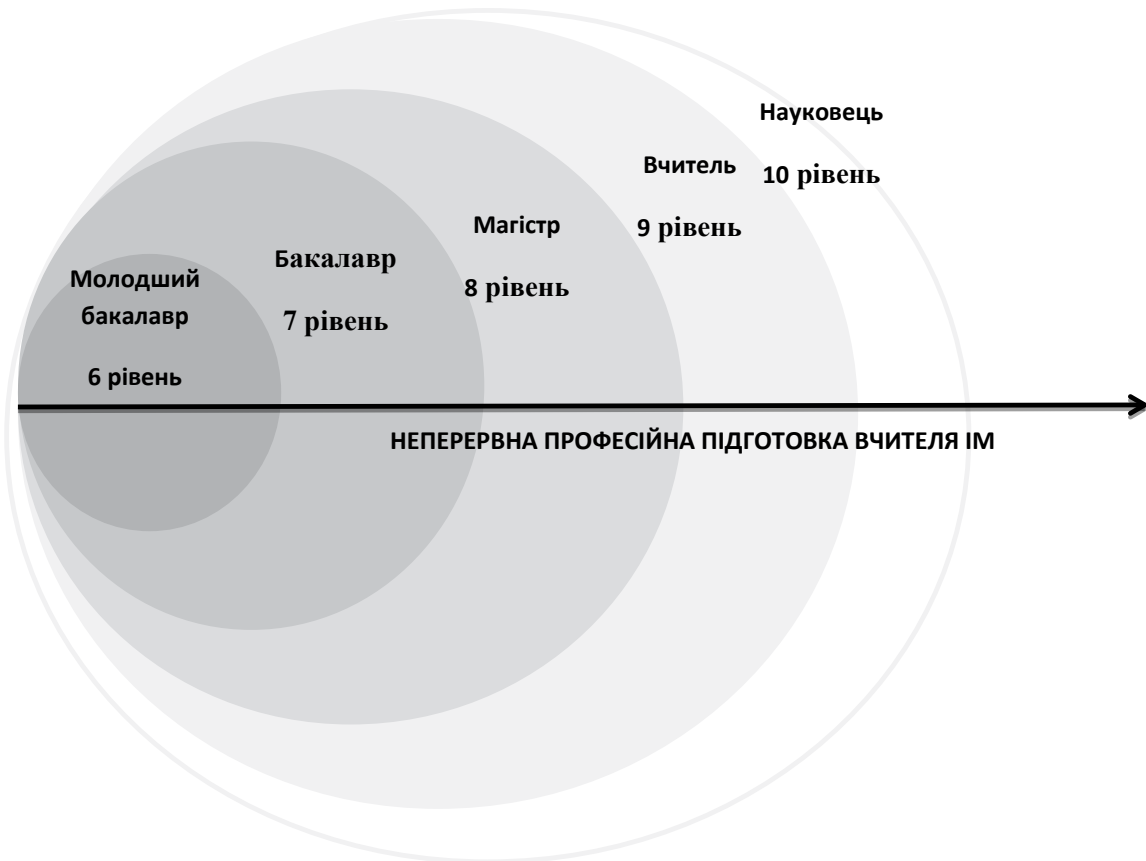 Науковець
10 рівень
Вчитель
9 рівень
Магістр
8 рівень
Бакалавр
7 рівень
Молодший
бакалавр
6 рівень
НЕПЕРЕРВНА ПРОФЕСІЙНА ПІДГОТОВКА ВЧИТЕЛЯ ІМ